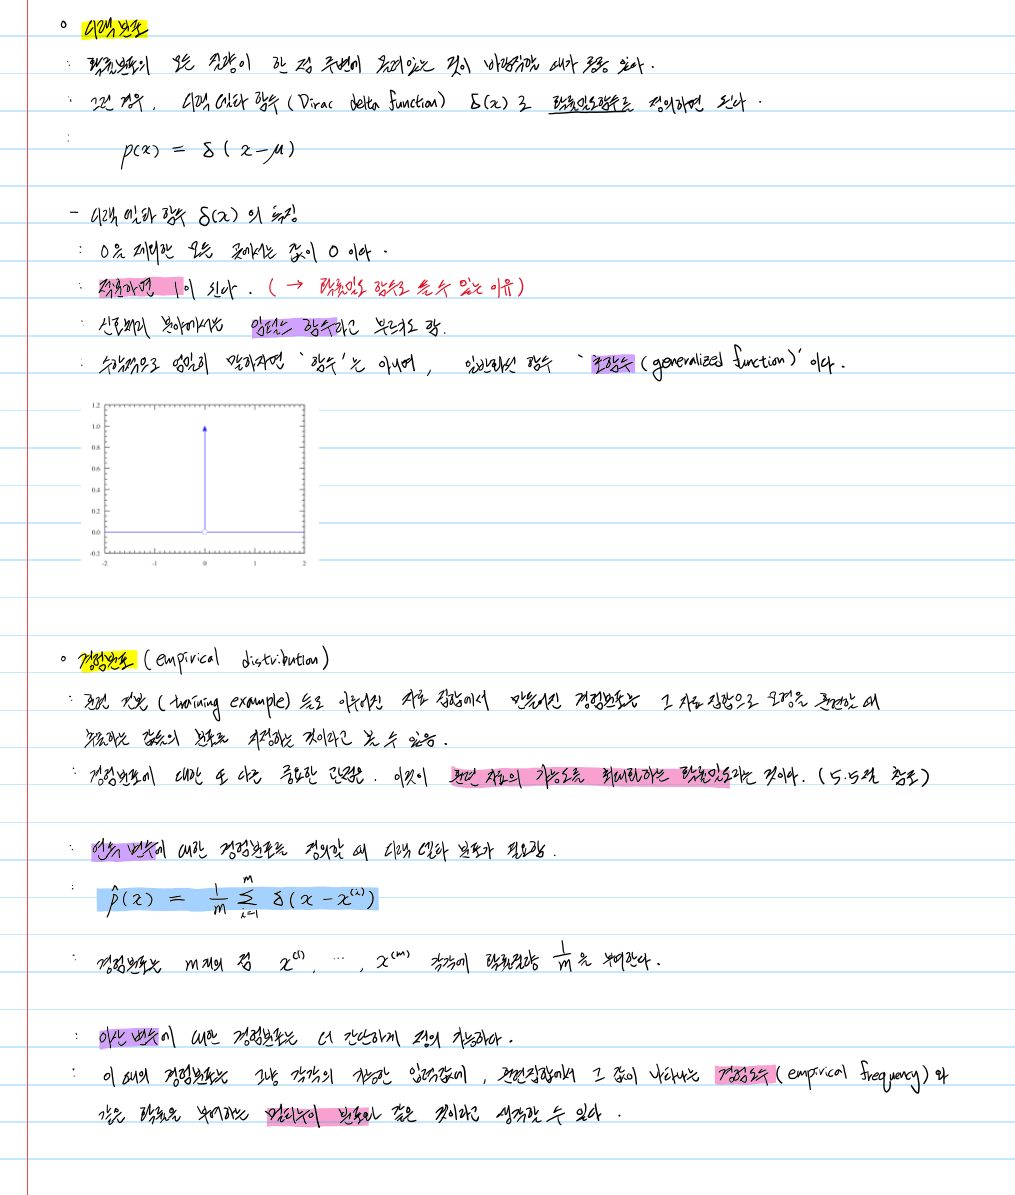 디랙 분포
: 확률분포의 모든 질량이 한 점 주변에 몰려있는 것이 바람직할 때가 종종 있다.
: 그런 경우, 디랙 델타 함수 (Dirac delta function) δ(x) 로 확률밀도함수를 정의하면 된다.
: p(x) = δ(x-μ)
- 디랙 델타 함수 δ(x) 의 특징
: 0을 제외한 모든 곳에서는 값이 0 이다.
: 적분하면 1이 된다. ( → 확률밀도 함수로 쓸 수 있는 이유)
: 신호처리 분야에서는 임펄스 함수라고 부르기도 함.
: 수학적으로 엄밀히 말하자면 '함수'는 아니며, 일반화된 함수 '초함수 (generalized function)' 이다.
1.2
1.0
0.8
0.6
0.4
0.2
0.0
-0.2
-2 -1 0 1 2
경험분포 (empirical distribution)
: 훈련 견본 (training example) 들로 이루어진 자료 집합에서 만들어진 경험분포는 그 자료 집합으로 모형을 훈련할 때
추출하는 값들의 분포를 지정하는 것이라고 볼 수 있음.
: 경험분포에 대한 또 다른 중요한 관점은, 이것이 훈련 자료의 가능도를 최대화하는 확률밀도라는 것이다. (5.5절 참조)
: 연속 변수에 대한 경험분포를 정의할 때 디랙 델타 분포가 필요함.
: p̂(x) = 1/m Σ_{i=1}^{m} δ(x - x^{(i)})
: 경험분포는 m개의 점 x^{(1)}, ⋯, x^{(m)} 각각에 확률질량 1/m 을 부여한다.
: 이산 변수에 대한 경험분포는 더 간단하게 정의 가능하다.
: 이 때의 경험분포는 그냥 각각의 가능한 입력값에, 훈련집합에서 그 값이 나타나는 경험도수 (empirical frequency) 와
같은 확률을 부여하는 멀티누이 분포와 같은 것이라고 생각할 수 있다.